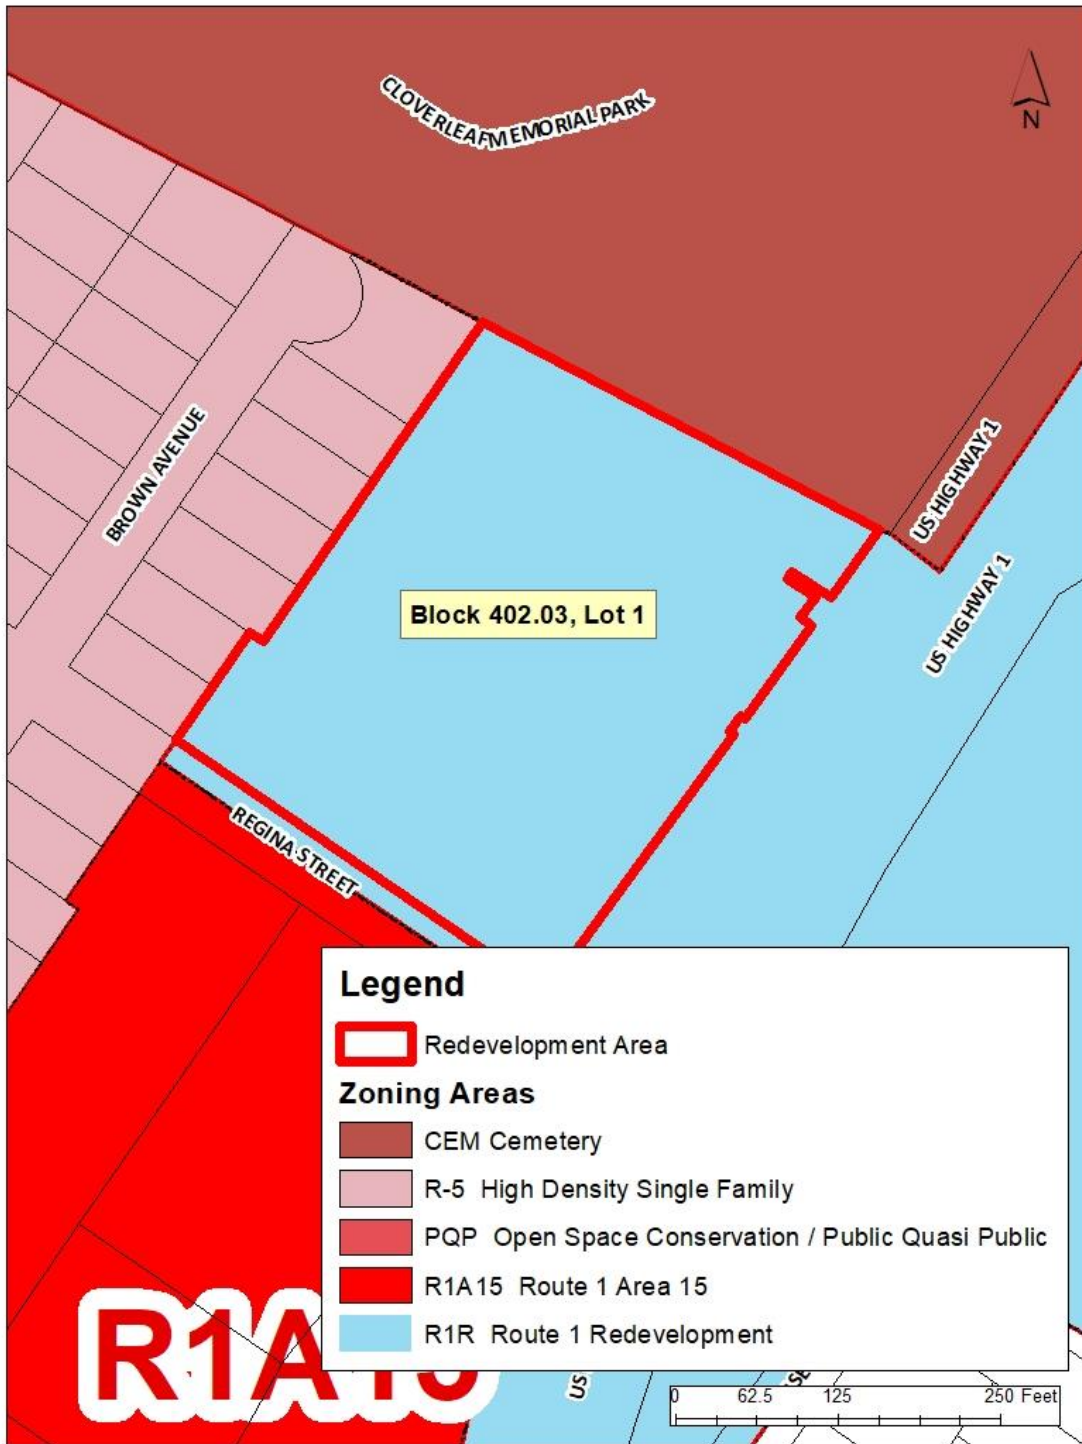 CLOVERLEAF MEMORIAL PARK
N
BROWN AVENUE
US HIGHWAY 1
US HIGHWAY 1
Block 402.03, Lot 1
REGINA STREET
Legend
Redevelopment Area
Zoning Areas
CEM Cemetery
R-5 High Density Single Family
PQP Open Space Conservation / Public Quasi Public
R1A15 Route 1 Area 15
R1R Route 1 Redevelopment
R1A15
US
0 62.5 125 250 Feet